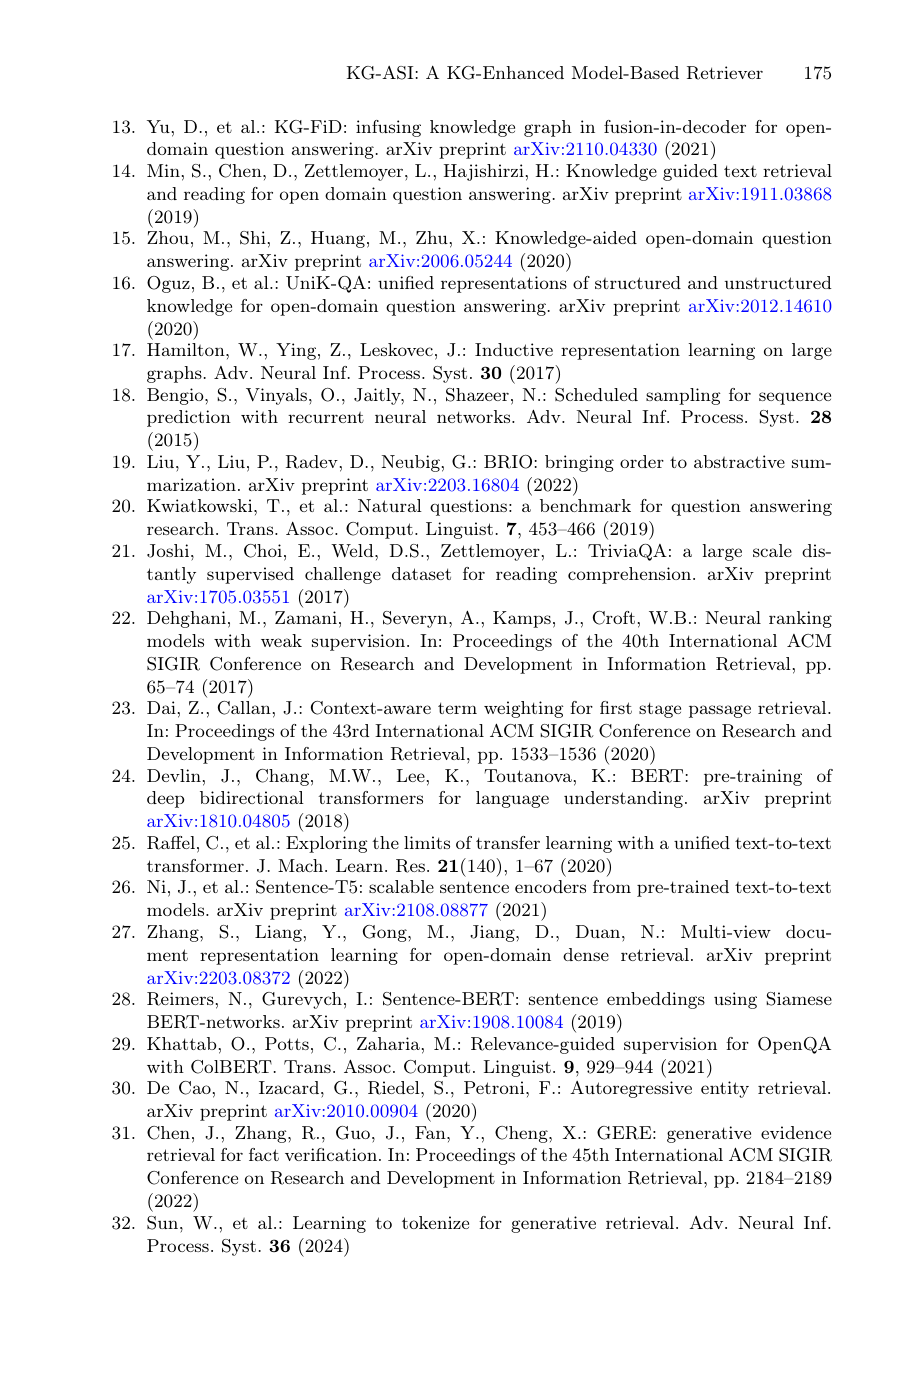 KG-ASI: A KG-Enhanced Model-Based Retriever 175
13. Yu, D., et al.: KG-FiD: infusing knowledge graph in fusion-in-decoder for open-
domain question answering. arXiv preprint arXiv:2110.04330 (2021)
14. Min, S., Chen, D., Zettlemoyer, L., Hajishirzi, H.: Knowledge guided text retrieval
and reading for open domain question answering. arXiv preprint arXiv:1911.03868
(2019)
15. Zhou, M., Shi, Z., Huang, M., Zhu, X.: Knowledge-aided open-domain question
answering. arXiv preprint arXiv:2006.05244 (2020)
16. Oguz, B., et al.: UniK-QA: unified representations of structured and unstructured
knowledge for open-domain question answering. arXiv preprint arXiv:2012.14610
(2020)
17. Hamilton, W., Ying, Z., Leskovec, J.: Inductive representation learning on large
graphs. Adv. Neural Inf. Process. Syst. 30 (2017)
18. Bengio, S., Vinyals, O., Jaitly, N., Shazeer, N.: Scheduled sampling for sequence
prediction with recurrent neural networks. Adv. Neural Inf. Process. Syst. 28
(2015)
19. Liu, Y., Liu, P., Radev, D., Neubig, G.: BRIO: bringing order to abstractive sum-
marization. arXiv preprint arXiv:2203.16804 (2022)
20. Kwiatkowski, T., et al.: Natural questions: a benchmark for question answering
research. Trans. Assoc. Comput. Linguist. 7, 453–466 (2019)
21. Joshi, M., Choi, E., Weld, D.S., Zettlemoyer, L.: TriviaQA: a large scale dis-
tantly supervised challenge dataset for reading comprehension. arXiv preprint
arXiv:1705.03551 (2017)
22. Dehghani, M., Zamani, H., Severyn, A., Kamps, J., Croft, W.B.: Neural ranking
models with weak supervision. In: Proceedings of the 40th International ACM
SIGIR Conference on Research and Development in Information Retrieval, pp.
65–74 (2017)
23. Dai, Z., Callan, J.: Context-aware term weighting for first stage passage retrieval.
In: Proceedings of the 43rd International ACM SIGIR Conference on Research and
Development in Information Retrieval, pp. 1533–1536 (2020)
24. Devlin, J., Chang, M.W., Lee, K., Toutanova, K.: BERT: pre-training of
deep bidirectional transformers for language understanding. arXiv preprint
arXiv:1810.04805 (2018)
25. Raffel, C., et al.: Exploring the limits of transfer learning with a unified text-to-text
transformer. J. Mach. Learn. Res. 21(140), 1–67 (2020)
26. Ni, J., et al.: Sentence-T5: scalable sentence encoders from pre-trained text-to-text
models. arXiv preprint arXiv:2108.08877 (2021)
27. Zhang, S., Liang, Y., Gong, M., Jiang, D., Duan, N.: Multi-view docu-
ment representation learning for open-domain dense retrieval. arXiv preprint
arXiv:2203.08372 (2022)
28. Reimers, N., Gurevych, I.: Sentence-BERT: sentence embeddings using Siamese
BERT-networks. arXiv preprint arXiv:1908.10084 (2019)
29. Khattab, O., Potts, C., Zaharia, M.: Relevance-guided supervision for OpenQA
with ColBERT. Trans. Assoc. Comput. Linguist. 9, 929–944 (2021)
30. De Cao, N., Izacard, G., Riedel, S., Petroni, F.: Autoregressive entity retrieval.
arXiv preprint arXiv:2010.00904 (2020)
31. Chen, J., Zhang, R., Guo, J., Fan, Y., Cheng, X.: GERE: generative evidence
retrieval for fact verification. In: Proceedings of the 45th International ACM SIGIR
Conference on Research and Development in Information Retrieval, pp. 2184–2189
(2022)
32. Sun, W., et al.: Learning to tokenize for generative retrieval. Adv. Neural Inf.
Process. Syst. 36 (2024)